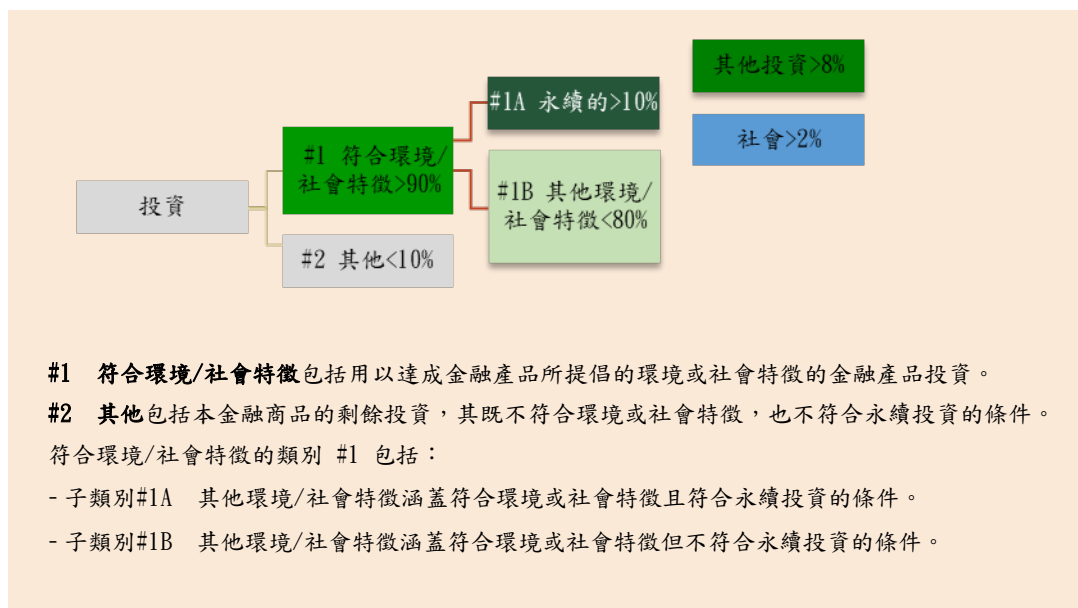 其他投資>8%
#1A 永續的>10%
社會>2%
#1 符合環境/
社會特徵>90%
#1B 其他環境/
社會特徵<80%
投資
#2 其他<10%
#1 符合環境/社會特徵包括用以達成金融產品所提倡的環境或社會特徵的金融產品投資。
#2 其他包括本金融商品的剩餘投資，其既不符合環境或社會特徵，也不符合永續投資的條件。
符合環境/社會特徵的類別 #1 包括：
- 子類別#1A 其他環境/社會特徵涵蓋符合環境或社會特徵且符合永續投資的條件。
- 子類別#1B 其他環境/社會特徵涵蓋符合環境或社會特徵但不符合永續投資的條件。